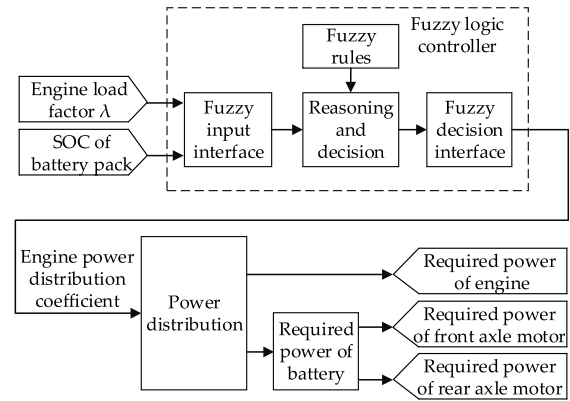 Fuzzy logic
controller
Fuzzy
rules
Engine load
factor λ
SOC of
battery pack
Fuzzy
input
interface
Reasoning
and
decision
Fuzzy
decision
interface
Engine power
distribution
coefficient
Power
distribution
Required
power of
battery
Required power
of engine
Required power
of front axle motor
Required power
of rear axle motor